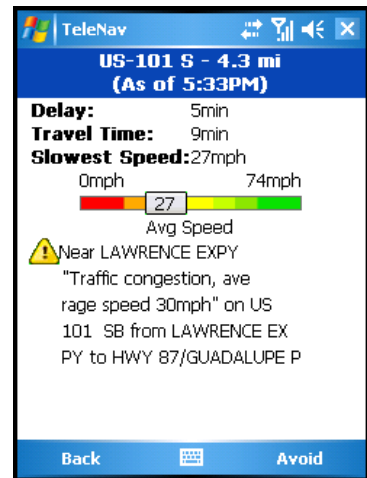 TeleNav
US-101 S - 4.3 mi
(As of 5:33PM)
Delay: 5min
Travel Time: 9min
Slowest Speed:27mph
0mph 74mph
27
Avg Speed
Near LAWRENCE EXPY
"Traffic congestion, ave
rage speed 30mph" on US
101 SB from LAWRENCE EX
PY to HWY 87/GUADALUPE P
Back Avoid